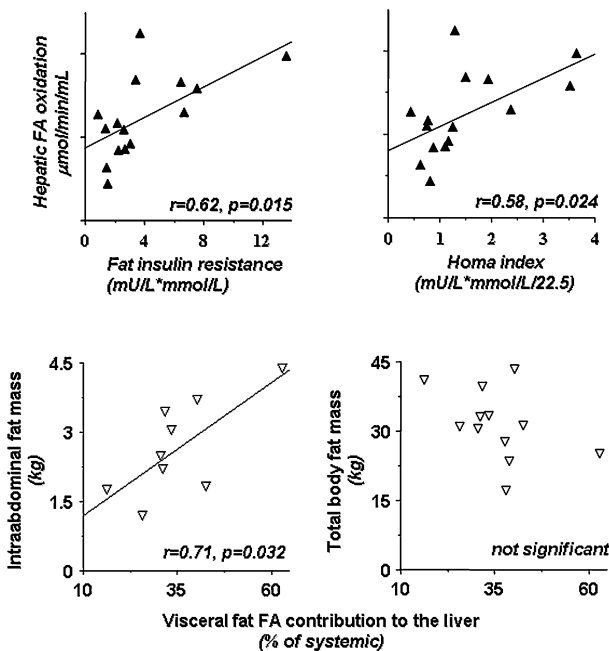 Hepatic FA oxidation
µmol/min/mL
r=0.62, p=0.015
0 4 8 12
Fat insulin resistance
(mU/L*mmol/L)
r=0.58, p=0.024
0 1 2 3 4
Homa index
(mU/L*mmol/L/22.5)
Intraabdominal fat mass
(kg)
4.5
3
1.5
0
r=0.71, p=0.032
10 35 60
Total body fat mass
(kg)
45
30
15
0
not significant
10 35 60
Visceral fat FA contribution to the liver
(% of systemic)